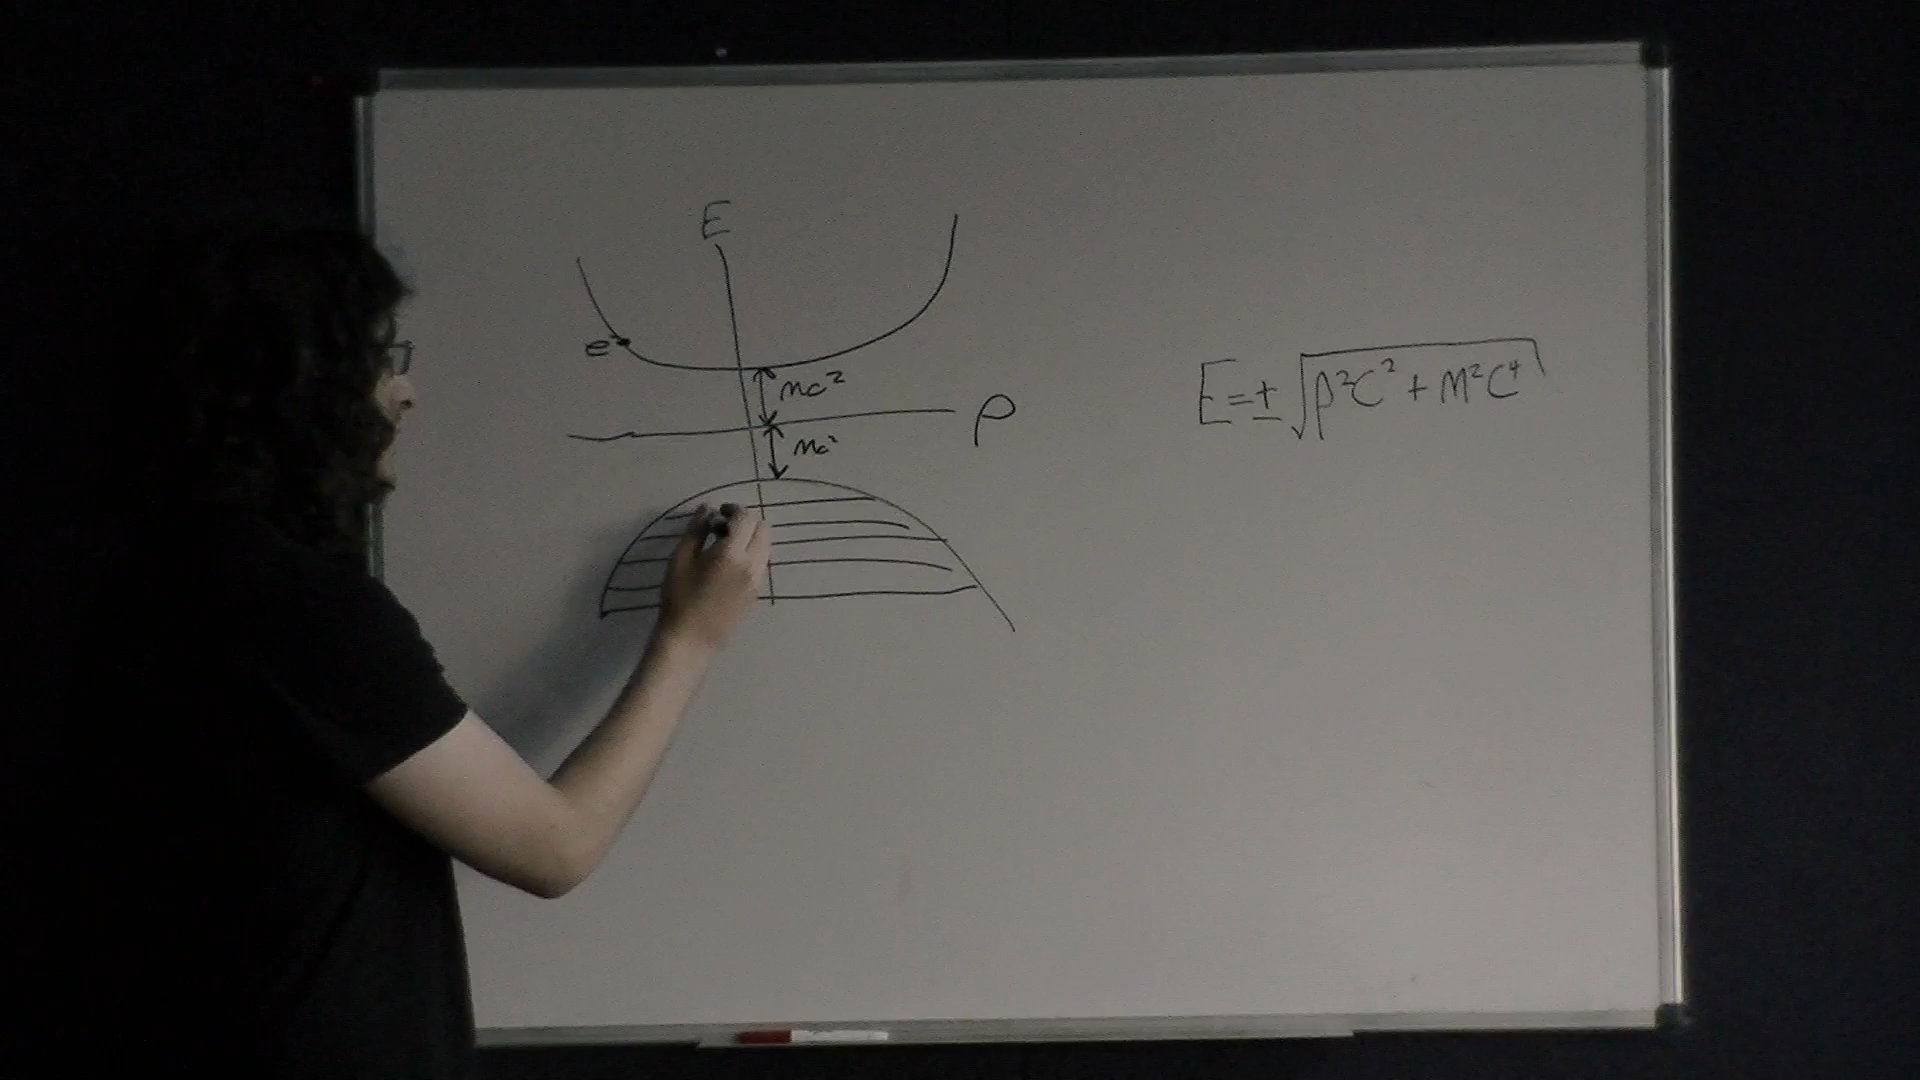 E
e⁻
mc²
p
mc²
E=±√p²c²+m²c⁴